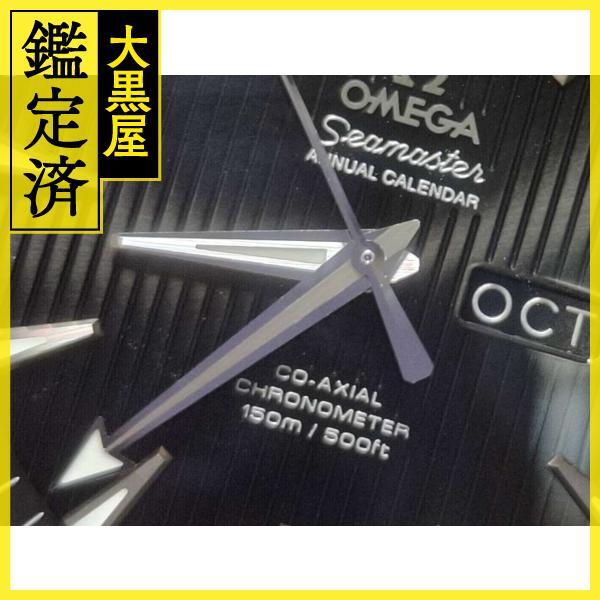 鑑定済
大黒屋
OMEGA
Seamaster
ANNUAL CALENDAR
OCT
CO-AXIAL
CHRONOMETER
150m / 500ft